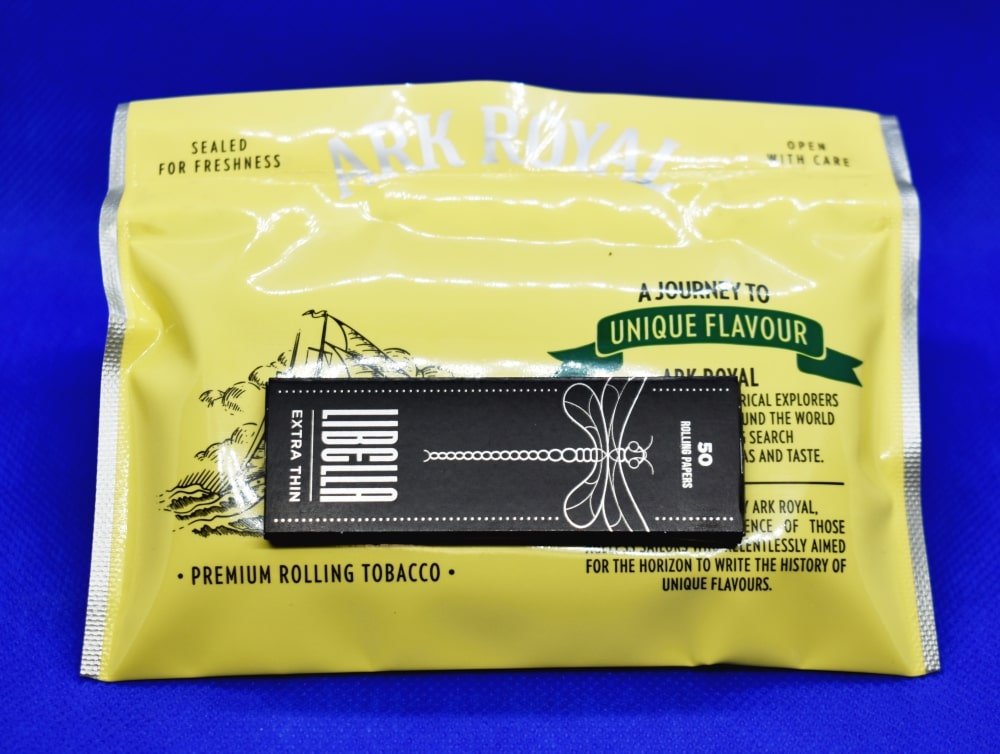 SEALED
FOR FRESHNESS
ARK ROYAL
OPEN
WITH CARE
A JOURNEY TO
UNIQUE FLAVOUR
ARK ROYAL
EXPLORERS
THE WORLD
SEARCH
AND TASTE.
ARK ROYAL,
OF THOSE
AIMED
FOR THE HORIZON TO WRITE THE HISTORY OF
UNIQUE FLAVOURS.
• PREMIUM ROLLING TOBACCO •
LIBELLA
EXTRA THIN
50
ROLLING PAPERS